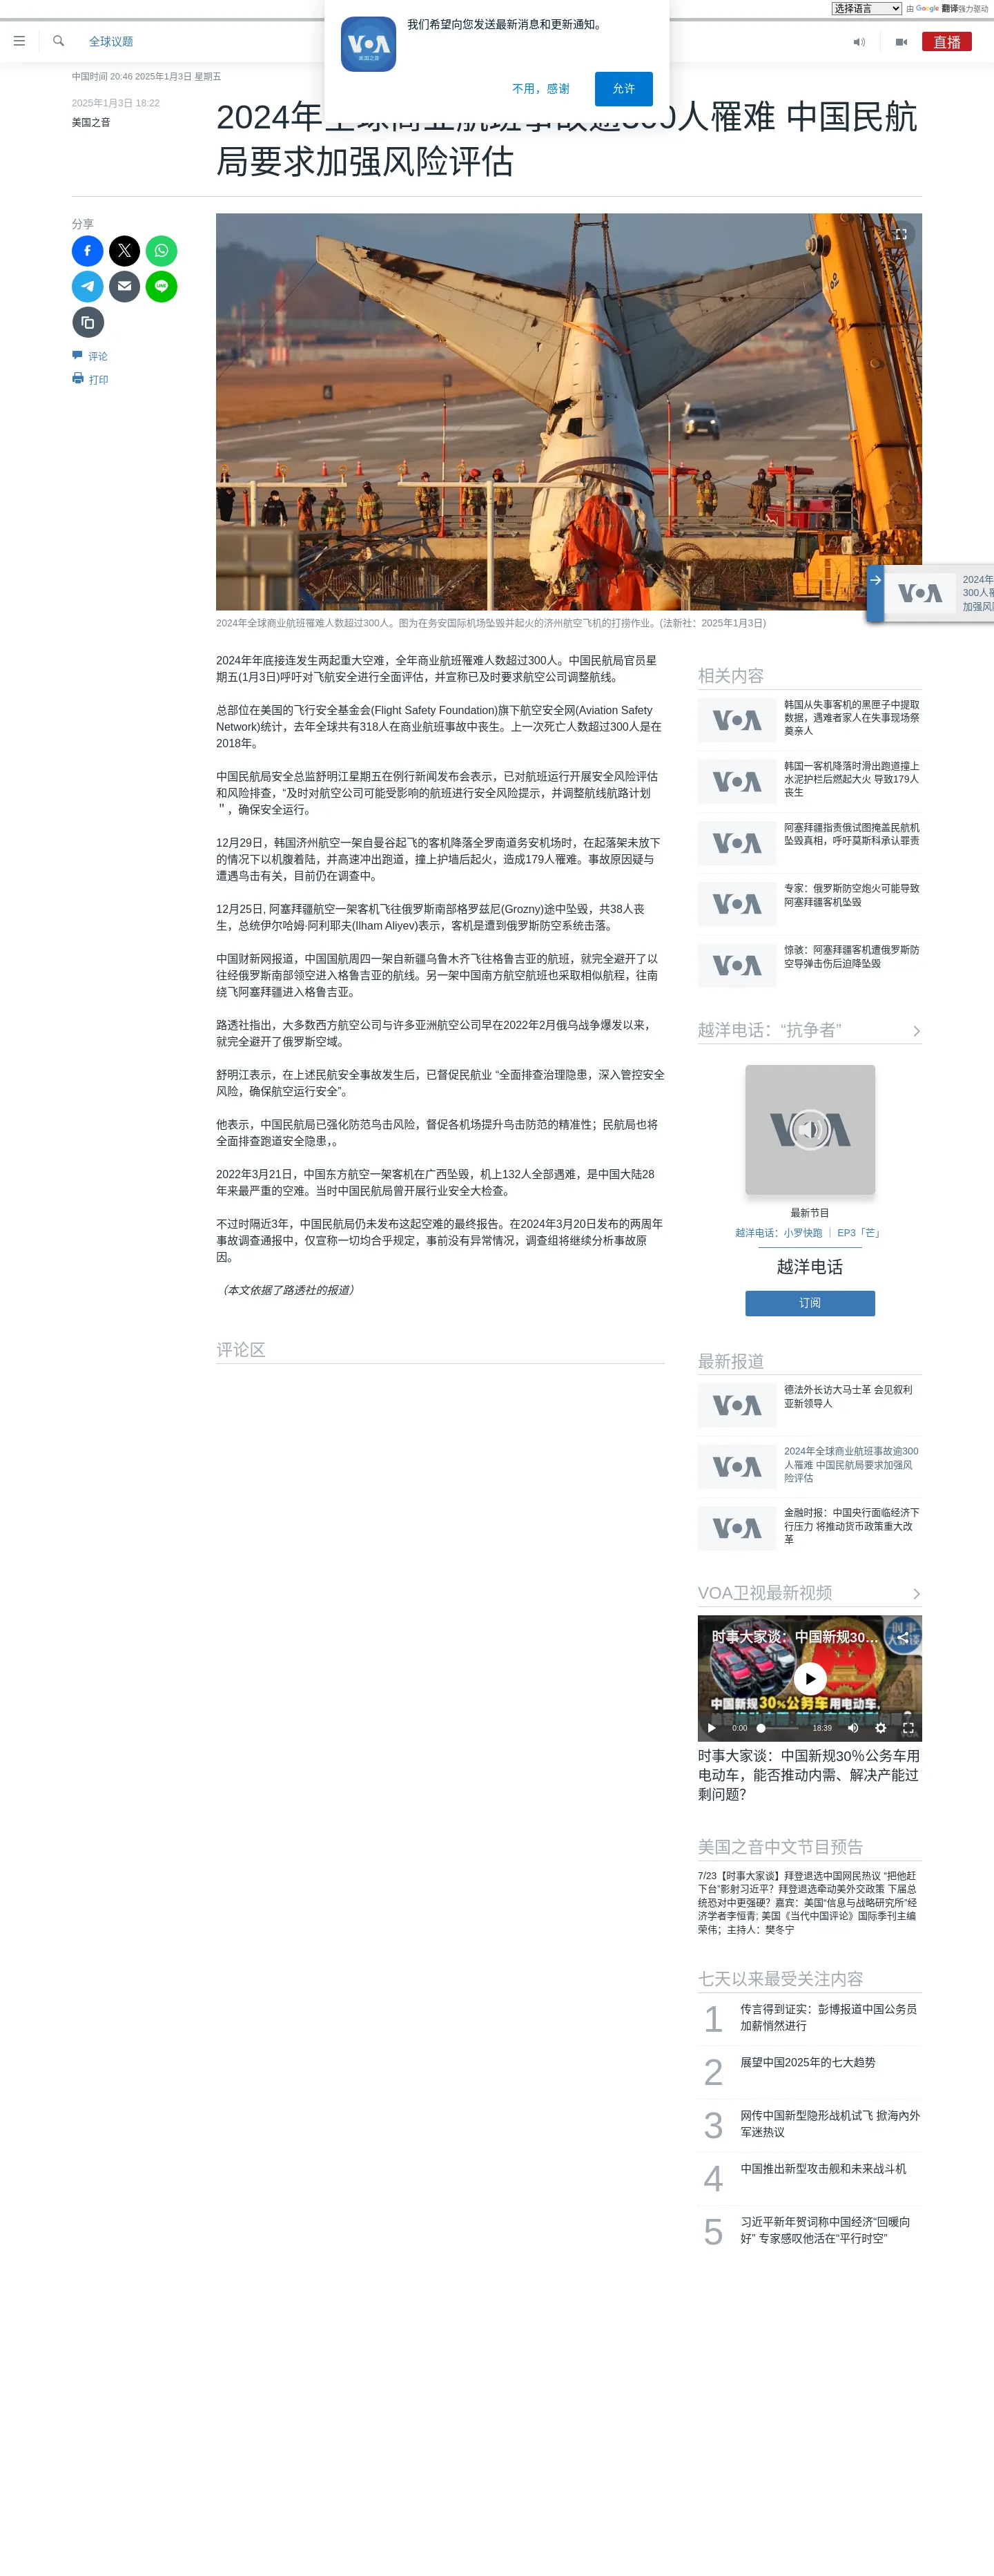 选择语言 由 Google 翻译强力驱动
我们希望向您发送最新消息和更新通知。
VOA
美国之音
不用，感谢
允许
全球议题
直播
中国时间 20:46 2025年1月3日 星期五
2025年1月3日 18:22
美国之音
2024年全球商业航班事故逾300人罹难 中国民航
局要求加强风险评估
分享
评论
打印
2024年
300人罹
加强风险
2024年全球商业航班罹难人数超过300人。图为在务安国际机场坠毁并起火的济州航空飞机的打捞作业。(法新社：2025年1月3日)
2024年年底接连发生两起重大空难，全年商业航班罹难人数超过300人。中国民航局官员星
期五(1月3日)呼吁对飞航安全进行全面评估，并宣称已及时要求航空公司调整航线。
总部位在美国的飞行安全基金会(Flight Safety Foundation)旗下航空安全网(Aviation Safety
Network)统计，去年全球共有318人在商业航班事故中丧生。上一次死亡人数超过300人是在
2018年。
中国民航局安全总监舒明江星期五在例行新闻发布会表示，已对航班运行开展安全风险评估
和风险排查，“及时对航空公司可能受影响的航班进行安全风险提示，并调整航线航路计划
＂，确保安全运行。
12月29日，韩国济州航空一架自曼谷起飞的客机降落全罗南道务安机场时，在起落架未放下
的情况下以机腹着陆，并高速冲出跑道，撞上护墙后起火，造成179人罹难。事故原因疑与
遭遇鸟击有关，目前仍在调查中。
12月25日, 阿塞拜疆航空一架客机飞往俄罗斯南部格罗兹尼(Grozny)途中坠毁，共38人丧
生，总统伊尔哈姆·阿利耶夫(Ilham Aliyev)表示，客机是遭到俄罗斯防空系统击落。
中国财新网报道，中国国航周四一架自新疆乌鲁木齐飞往格鲁吉亚的航班，就完全避开了以
往经俄罗斯南部领空进入格鲁吉亚的航线。另一架中国南方航空航班也采取相似航程，往南
绕飞阿塞拜疆进入格鲁吉亚。
路透社指出，大多数西方航空公司与许多亚洲航空公司早在2022年2月俄乌战争爆发以来，
就完全避开了俄罗斯空域。
舒明江表示，在上述民航安全事故发生后，已督促民航业 “全面排查治理隐患，深入管控安全
风险，确保航空运行安全”。
他表示，中国民航局已强化防范鸟击风险，督促各机场提升鸟击防范的精准性；民航局也将
全面排查跑道安全隐患,。
2022年3月21日，中国东方航空一架客机在广西坠毁，机上132人全部遇难，是中国大陆28
年来最严重的空难。当时中国民航局曾开展行业安全大检查。
不过时隔近3年，中国民航局仍未发布这起空难的最终报告。在2024年3月20日发布的两周年
事故调查通报中，仅宣称一切均合乎规定，事前没有异常情况，调查组将继续分析事故原
因。
（本文依据了路透社的报道）
评论区
相关内容
VOA
韩国从失事客机的黑匣子中提取
数据，遇难者家人在失事现场祭
奠亲人
VOA
韩国一客机降落时滑出跑道撞上
水泥护栏后燃起大火 导致179人
丧生
VOA
阿塞拜疆指责俄试图掩盖民航机
坠毁真相，呼吁莫斯科承认罪责
VOA
专家：俄罗斯防空炮火可能导致
阿塞拜疆客机坠毁
VOA
惊骇：阿塞拜疆客机遭俄罗斯防
空导弹击伤后迫降坠毁
越洋电话：“抗争者”
VOA
最新节目
越洋电话：小罗快跑 ｜ EP3「芒」
越洋电话
订阅
最新报道
VOA
德法外长访大马士革 会见叙利
亚新领导人
VOA
2024年全球商业航班事故逾300
人罹难 中国民航局要求加强风
险评估
VOA
金融时报：中国央行面临经济下
行压力 将推动货币政策重大改
革
VOA卫视最新视频
时事大家谈：中国新规30...
时事
大家谈
中国新规30%公务车用电动车，
0:00
18:39
时事大家谈：中国新规30％公务车用
电动车，能否推动内需、解决产能过
剩问题？
美国之音中文节目预告
7/23【时事大家谈】拜登退选中国网民热议 “把他赶
下台”影射习近平？拜登退选牵动美外交政策 下届总
统恐对中更强硬？嘉宾：美国“信息与战略研究所”经
济学者李恒青; 美国《当代中国评论》国际季刊主编
荣伟；主持人：樊冬宁
七天以来最受关注内容
1 传言得到证实：彭博报道中国公务员
加薪悄然进行
2 展望中国2025年的七大趋势
3 网传中国新型隐形战机试飞 掀海內外
军迷热议
4 中国推出新型攻击舰和未来战斗机
5 习近平新年贺词称中国经济“回暖向
好” 专家感叹他活在“平行时空”